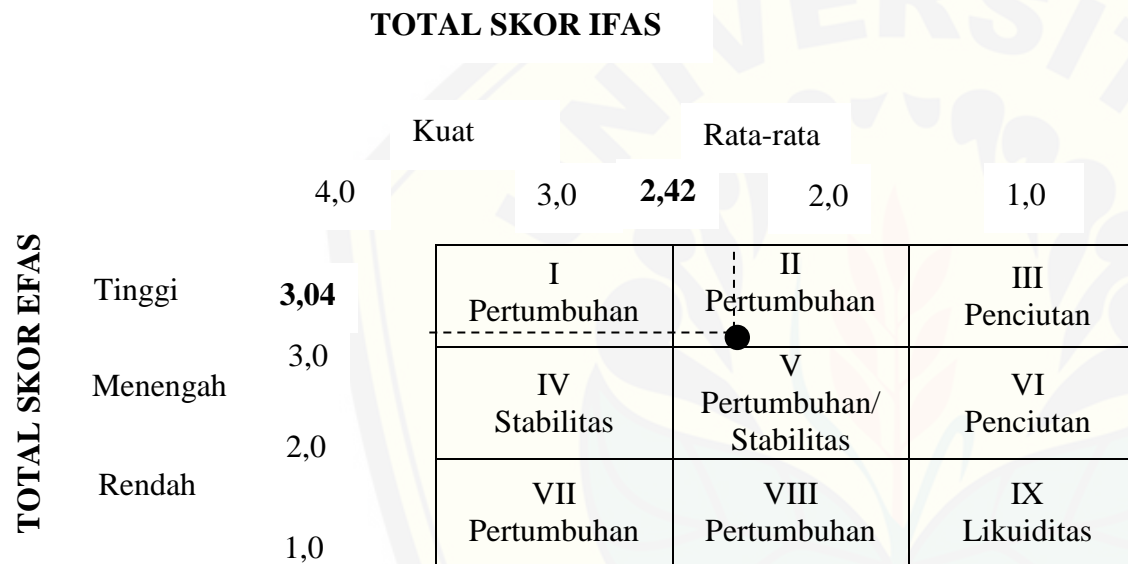 TOTAL SKOR IFAS
Kuat Rata-rata
4,0 3,0 2,42 2,0 1,0
TOTAL SKOR EFAS
Tinggi 3,04
3,0
Menengah
2,0
Rendah
1,0
I
Pertumbuhan
II
Pertumbuhan
III
Penciutan
IV
Stabilitas
V
Pertumbuhan/
Stabilitas
VI
Penciutan
VII
Pertumbuhan
VIII
Pertumbuhan
IX
Likuiditas